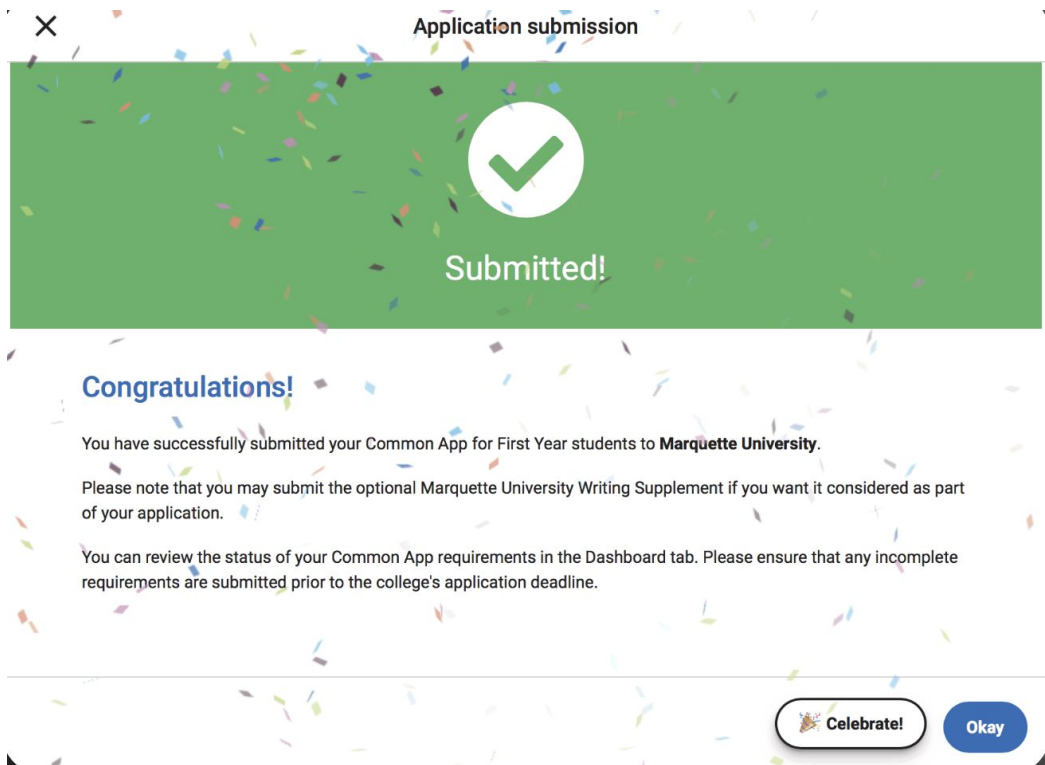 Application submission
Submitted!
Congratulations!
You have successfully submitted your Common App for First Year students to Marquette University.
Please note that you may submit the optional Marquette University Writing Supplement if you want it considered as part
of your application.
You can review the status of your Common App requirements in the Dashboard tab. Please ensure that any incomplete
requirements are submitted prior to the college's application deadline.
Celebrate!
Okay